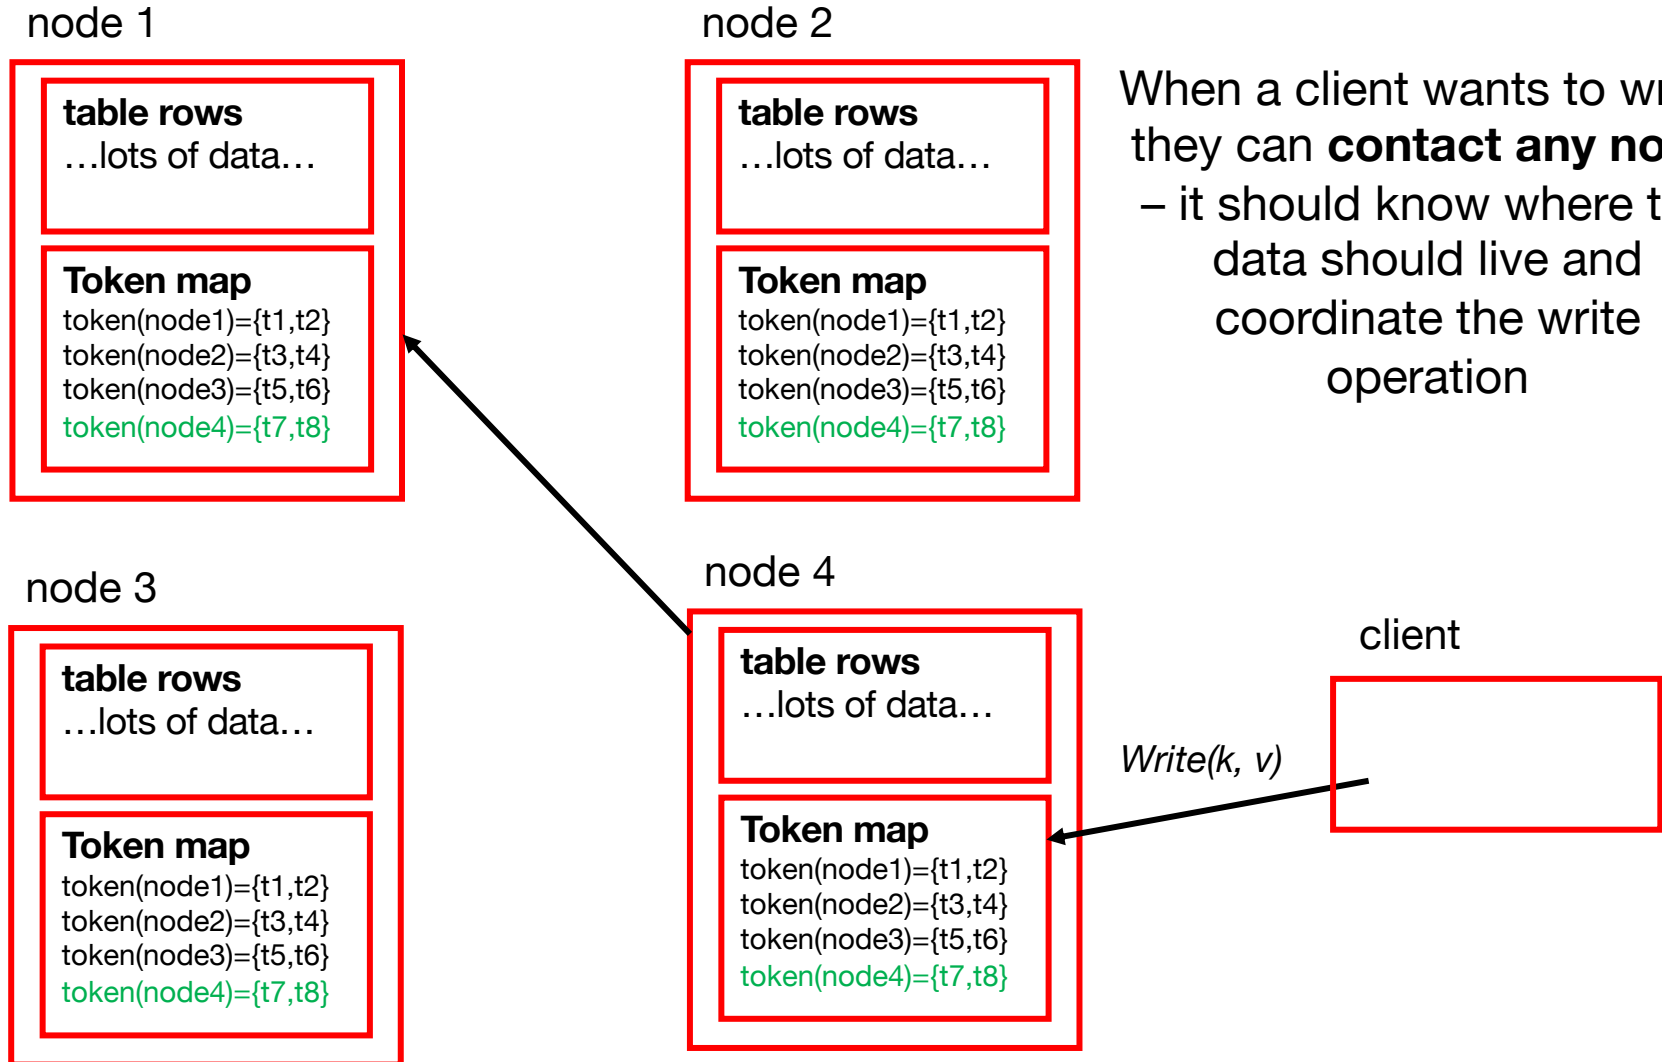 node 1
table rows
…lots of data…
Token map
token(node1)={t1,t2}
token(node2)={t3,t4}
token(node3)={t5,t6}
token(node4)={t7,t8}
node 2
table rows
…lots of data…
Token map
token(node1)={t1,t2}
token(node2)={t3,t4}
token(node3)={t5,t6}
token(node4)={t7,t8}
When a client wants to
they can contact any
– it should know where
data should live and
coordinate the write
operation
node 3
table rows
…lots of data…
Token map
token(node1)={t1,t2}
token(node2)={t3,t4}
token(node3)={t5,t6}
token(node4)={t7,t8}
node 4
table rows
…lots of data…
Token map
token(node1)={t1,t2}
token(node2)={t3,t4}
token(node3)={t5,t6}
token(node4)={t7,t8}
Write(k, v)
client